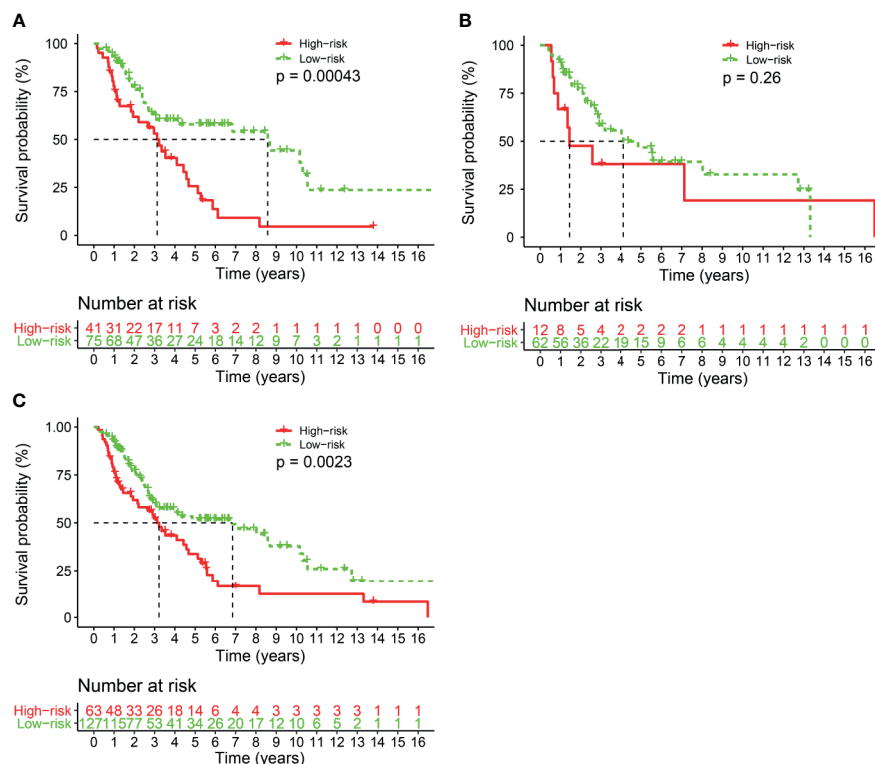 A
Survival probability (%)
100
75
50
25
0
High−risk
Low−risk
p = 0.00043
0 1 2 3 4 5 6 7 8 9 10 11 12 13 14 15 16
Time (years)
Number at risk
High−risk 41 31 22 17 11 7 3 2 2 1 1 1 1 1 0 0 0
Low−risk 75 68 47 36 27 24 18 14 12 9 7 3 2 1 1 1 1
0 1 2 3 4 5 6 7 8 9 10 11 12 13 14 15 16
Time (years)
B
Survival probability (%)
100
75
50
25
0
High−risk
Low−risk
p = 0.26
0 1 2 3 4 5 6 7 8 9 10 11 12 13 14 15 16
Time (years)
Number at risk
High−risk 12 8 5 4 2 2 2 2 1 1 1 1 1 1 1 1 1
Low−risk 62 56 36 22 19 15 9 6 6 4 4 4 4 2 0 0 0
0 1 2 3 4 5 6 7 8 9 10 11 12 13 14 15 16
Time (years)
C
Survival probability (%)
1.00
75
50
25
0
High−risk
Low−risk
p = 0.0023
0 1 2 3 4 5 6 7 8 9 10 11 12 13 14 15 16
Time (years)
Number at risk
High−risk 63 48 33 26 18 14 6 4 4 3 3 3 3 3 1 1 1
Low−risk 127 115 77 53 41 34 26 20 17 12 10 6 5 2 1 1 1
0 1 2 3 4 5 6 7 8 9 10 11 12 13 14 15 16
Time (years)